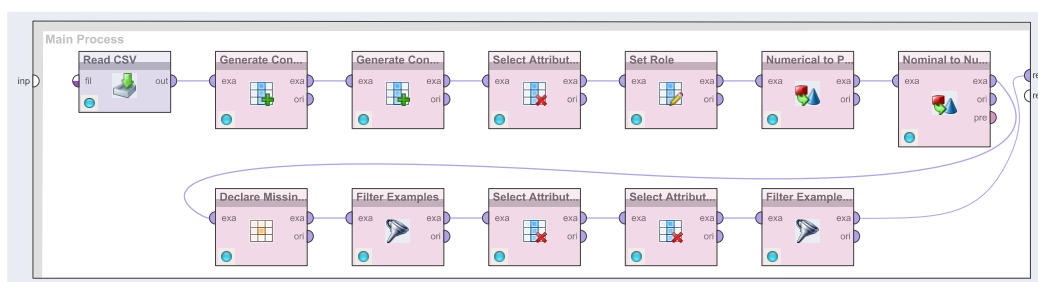 Main Process
Read CSV
Generate Con...
Generate Con...
Select Attribut...
Set Role
Numerical to P...
Nominal to Nu...
inp
fil
out
exa
exa
exa
exa
exa
exa
exa
exa
exa
exa
exa
exa
re
ori
ori
ori
ori
ori
ori
re
pre
Declare Missin...
Filter Examples
Select Attribut...
Select Attribut...
Filter Example...
exa
exa
exa
exa
exa
exa
exa
exa
exa
exa
ori
ori
ori
ori
ori